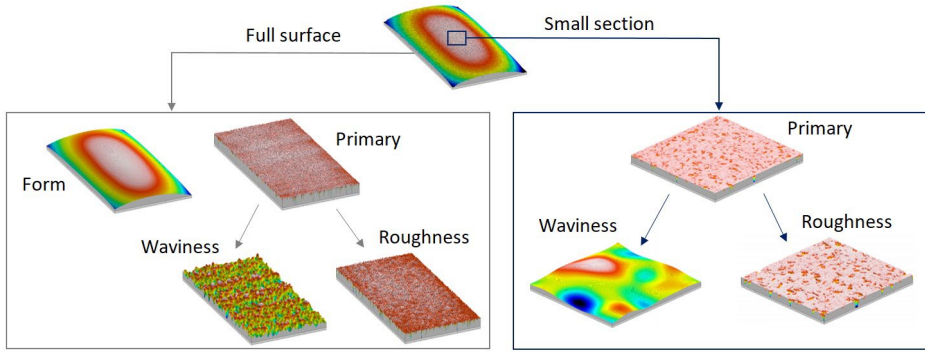 Full surface
Small section
Form
Primary
Waviness
Roughness
Primary
Waviness
Roughness